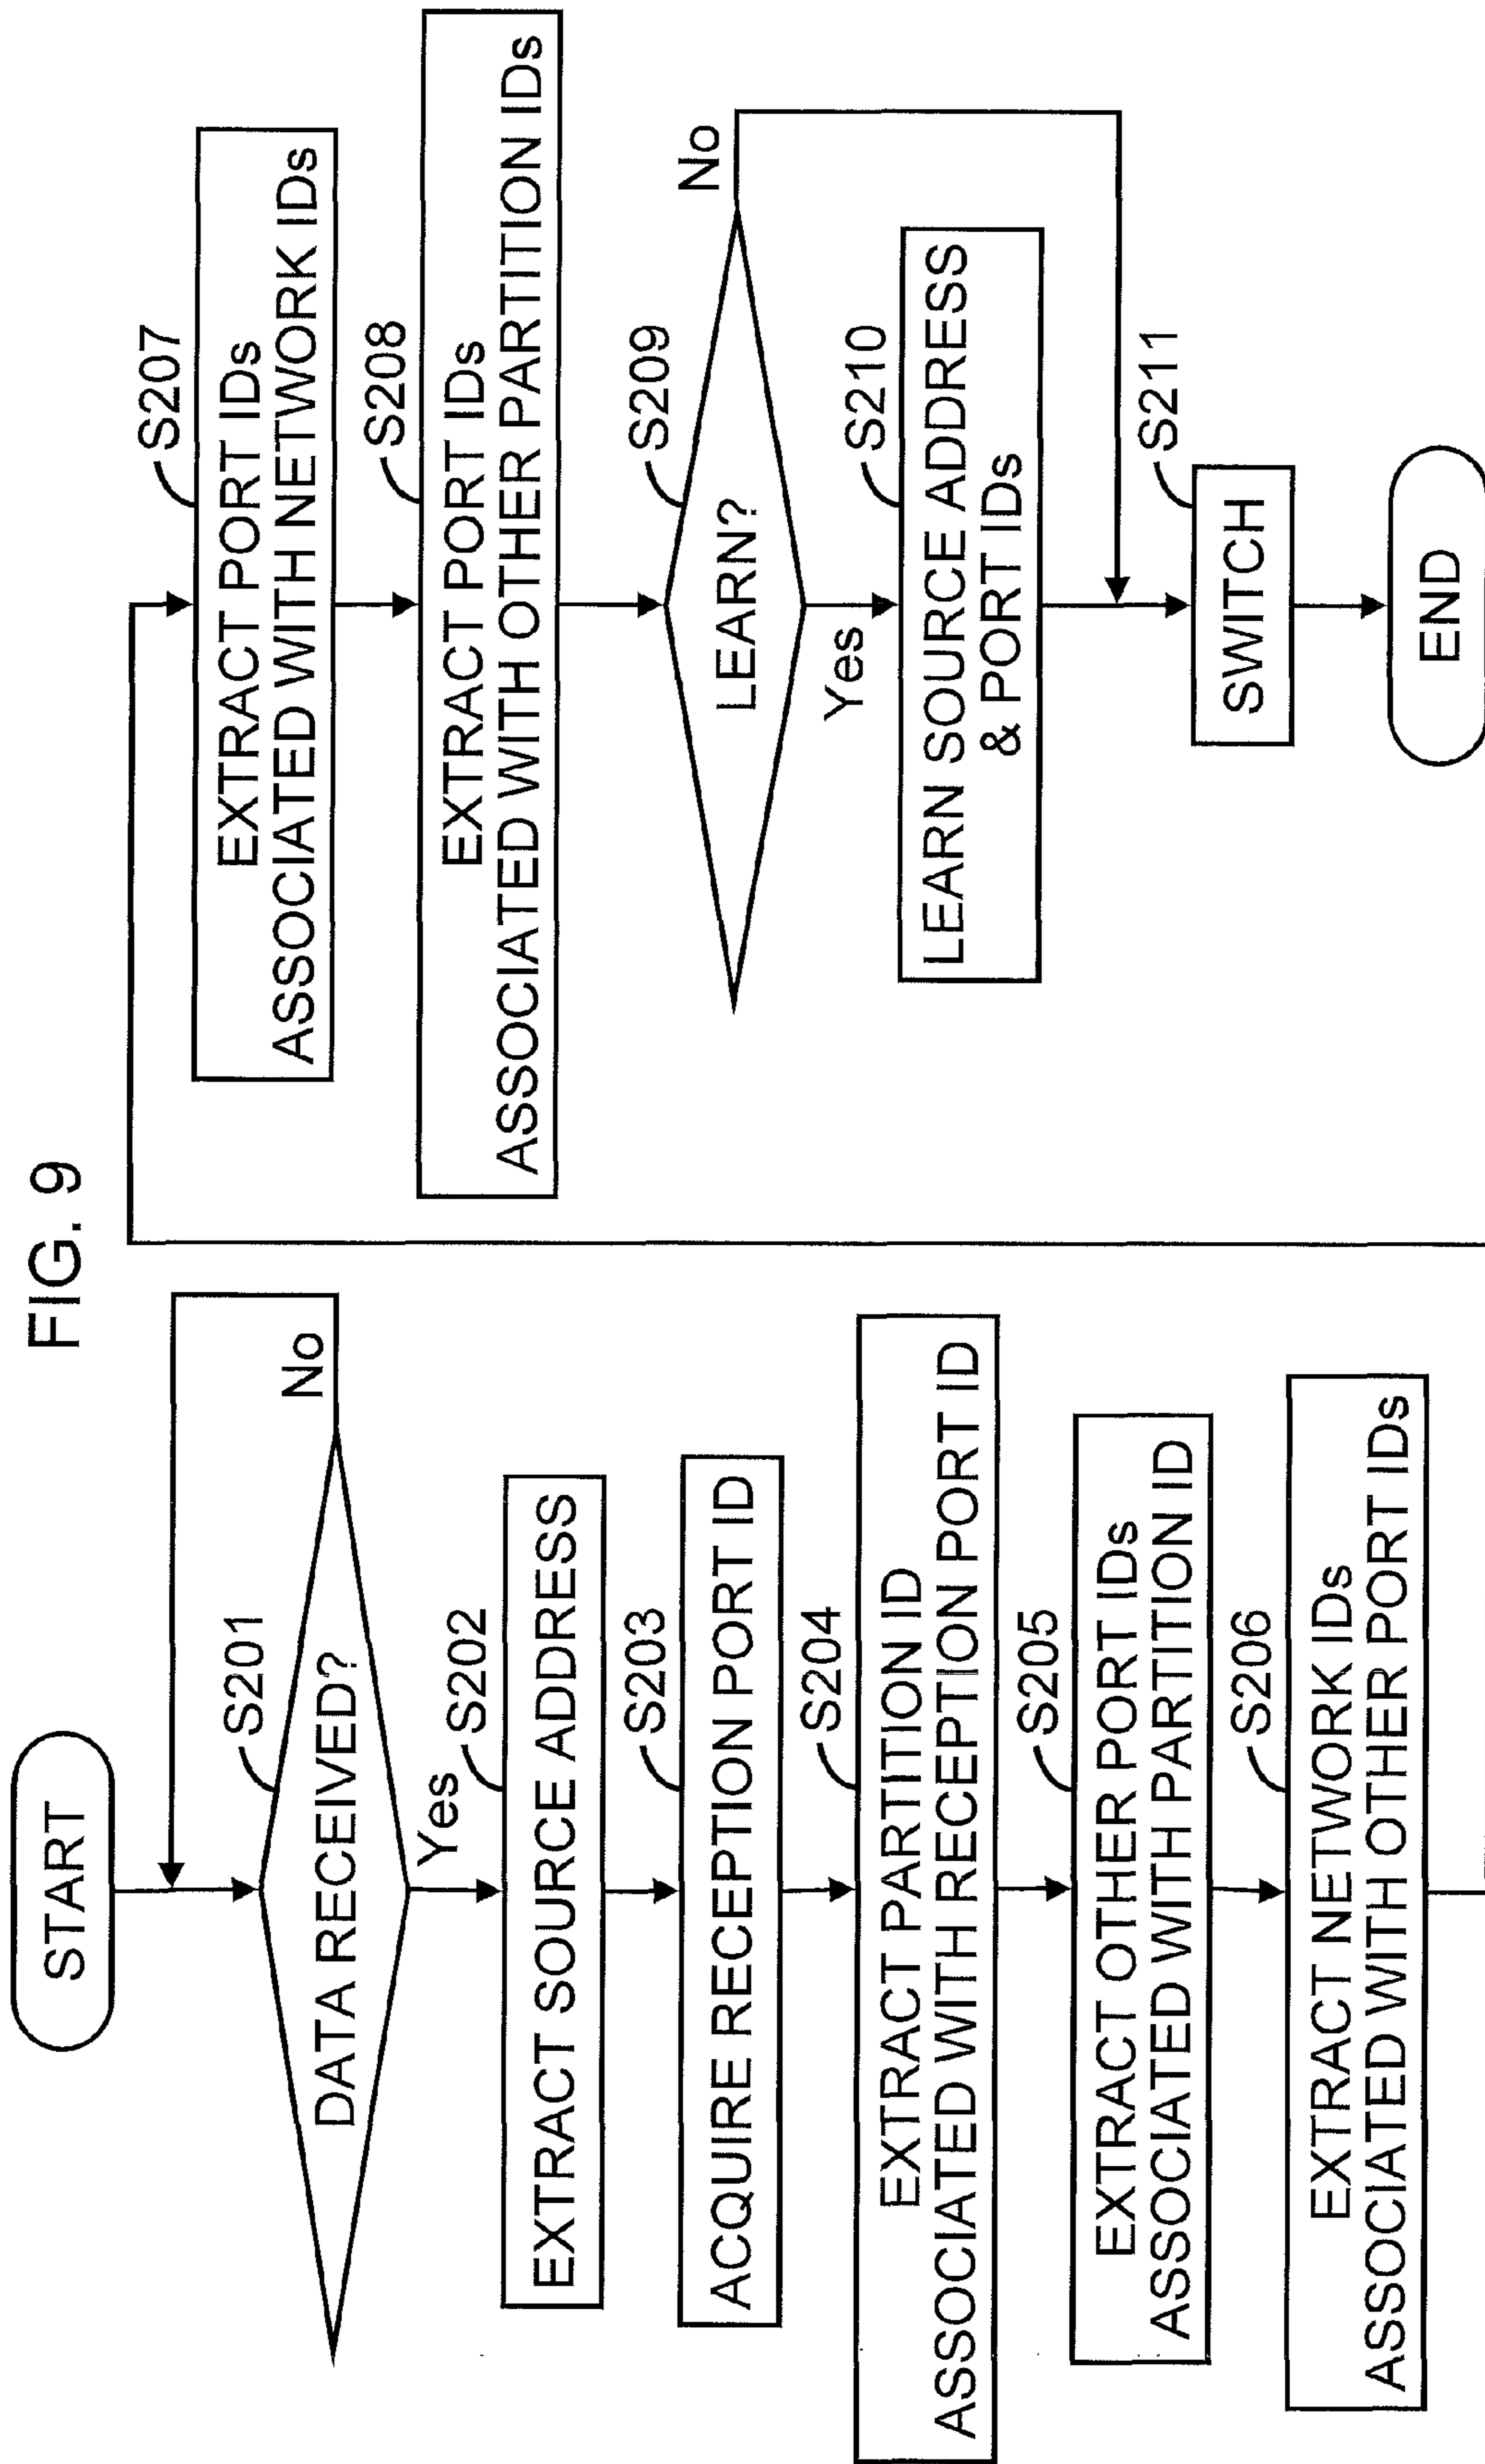 FIG. 9
START
S201
DATA RECEIVED?
No
Yes
S202
EXTRACT SOURCE ADDRESS
S203
ACQUIRE RECEPTION PORT ID
S204
EXTRACT PARTITION ID
ASSOCIATED WITH RECEPTION PORT ID
S205
EXTRACT OTHER PORT IDs
ASSOCIATED WITH PARTITION ID
S206
EXTRACT NETWORK IDs
ASSOCIATED WITH OTHER PORT IDs
S207
EXTRACT PORT IDs
ASSOCIATED WITH NETWORK IDs
S208
EXTRACT PORT IDs
ASSOCIATED WITH OTHER PARTITION IDs
S209
LEARN?
No
Yes
S210
LEARN SOURCE ADDRESS
& PORT IDs
S211
SWITCH
END